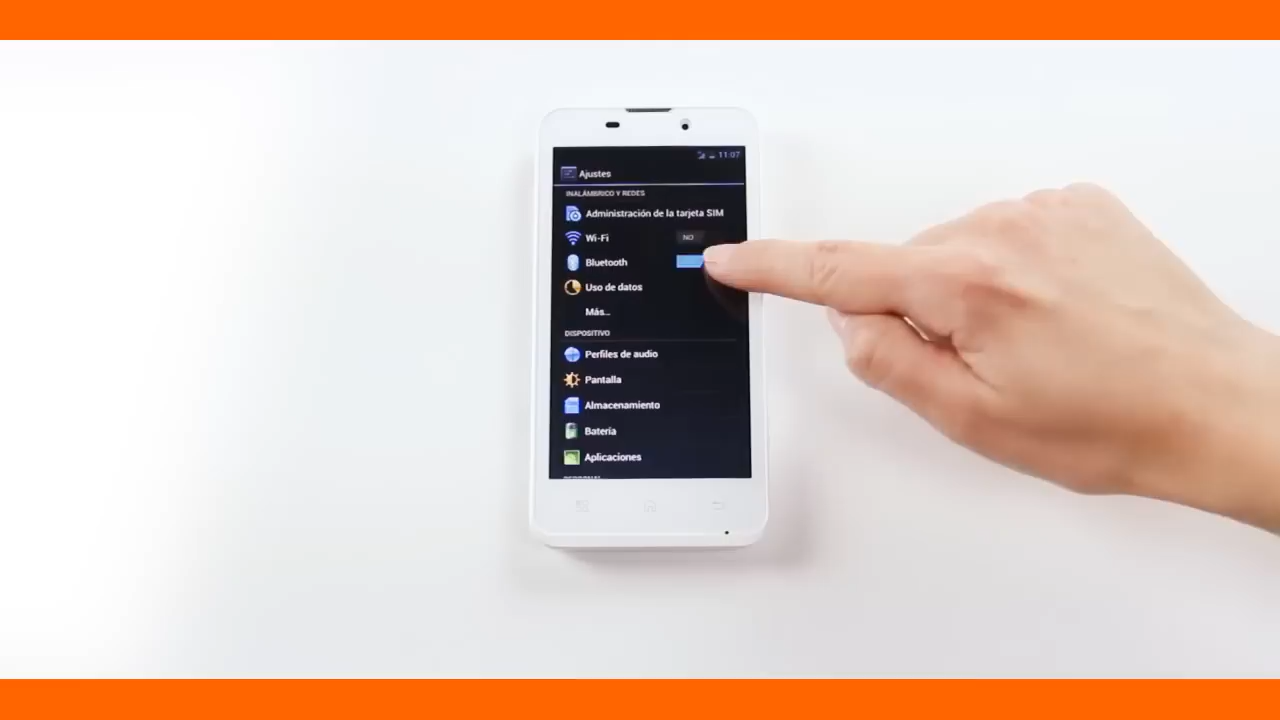 11:07
Ajustes
INALÁMBRICO Y REDES
Administración de la tarjeta SIM
Wi-Fi NO
Bluetooth
Uso de datos
Más...
DISPOSITIVO
Perfiles de audio
Pantalla
Almacenamiento
Batería
Aplicaciones